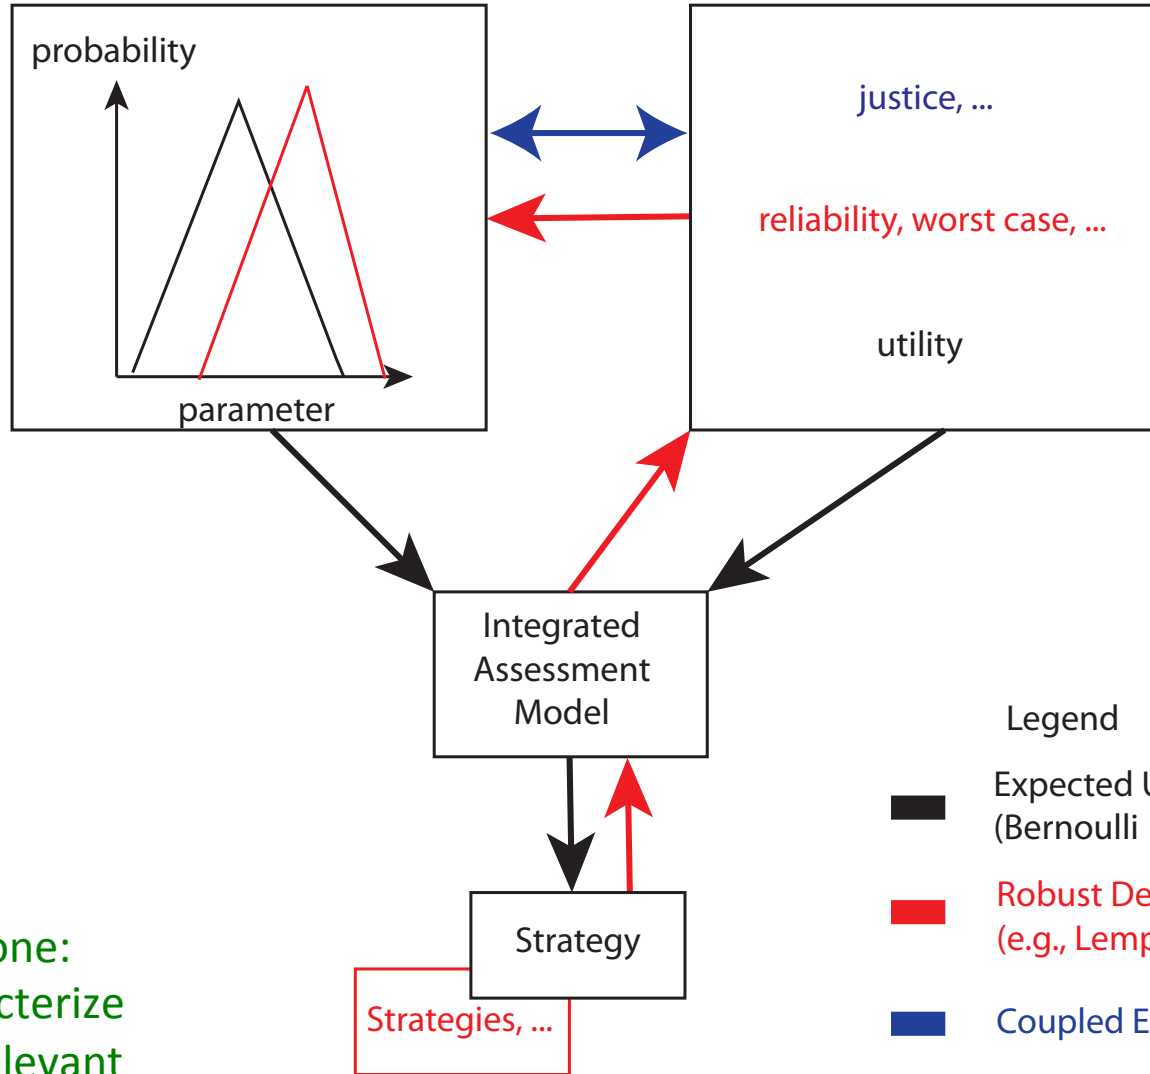 probability
parameter
justice, ...
reliability, worst case, ...
utility
Integrated
Assessment
Model
Strategy
Strategies, ...
Legend
Expected
(Bernoulli
Robust
(e.g.,
Coupled